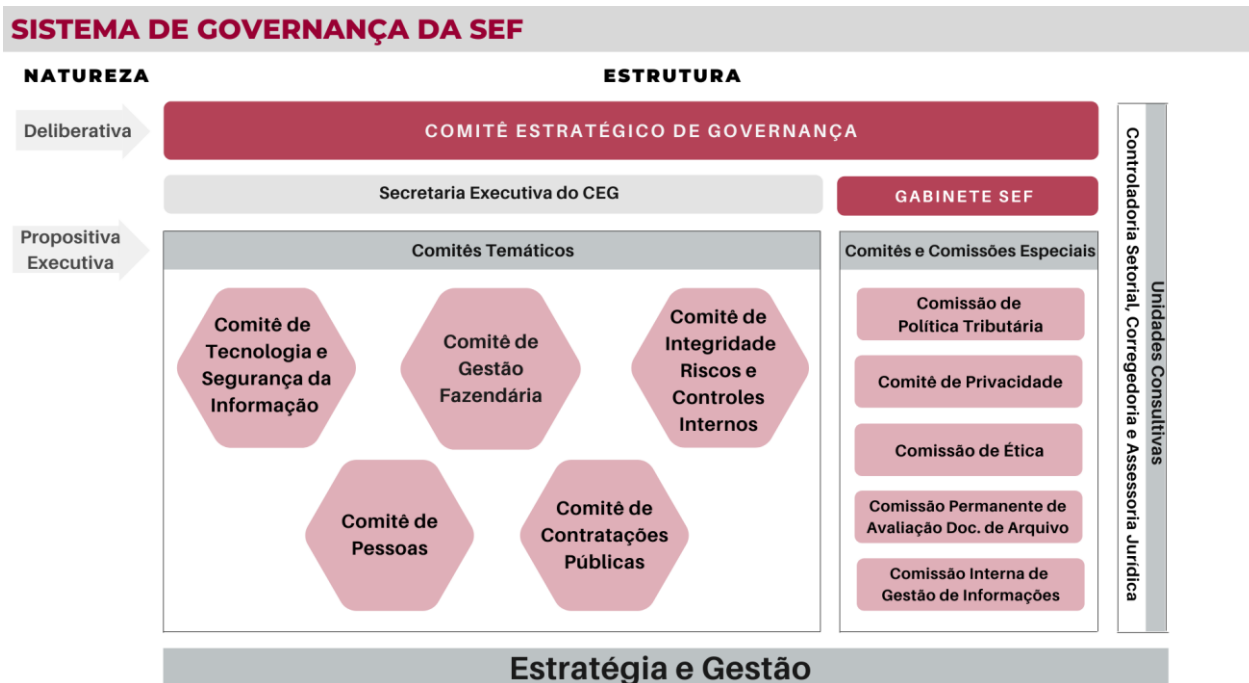 SISTEMA DE GOVERNANÇA DA SEF
NATUREZA
ESTRUTURA
Deliberativa
COMITÊ ESTRATÉGICO DE GOVERNANÇA
Secretaria Executiva do CEG
GABINETE SEF
Propositiva
Executiva
Comitês Temáticos
Comitês e Comissões Especiais
Comitê de
Tecnologia e
Segurança da
Informação
Comitê de
Gestão
Fazendária
Comitê de
Integridade
Riscos e
Controles
Internos
Comitê de
Pessoas
Comitê de
Contratações
Públicas
Comissão de
Política Tributária
Comitê de Privacidade
Comissão de Ética
Comissão Permanente de
Avaliação Doc. de Arquivo
Comissão Interna de
Gestão de Informações
Unidades Consultivas
Controladoria Setorial, Corregedoria e Assessoria Jurídica
Estratégia e Gestão